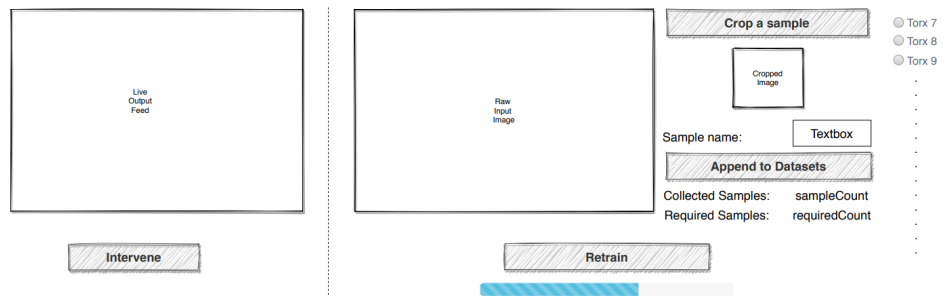 Live
Output
Feed
Intervene
Raw
Input
Image
Retrain
Crop a sample
Cropped
Image
Sample name: Textbox
Append to Datasets
Collected Samples: sampleCount
Required Samples: requiredCount
Torx 7
Torx 8
Torx 9